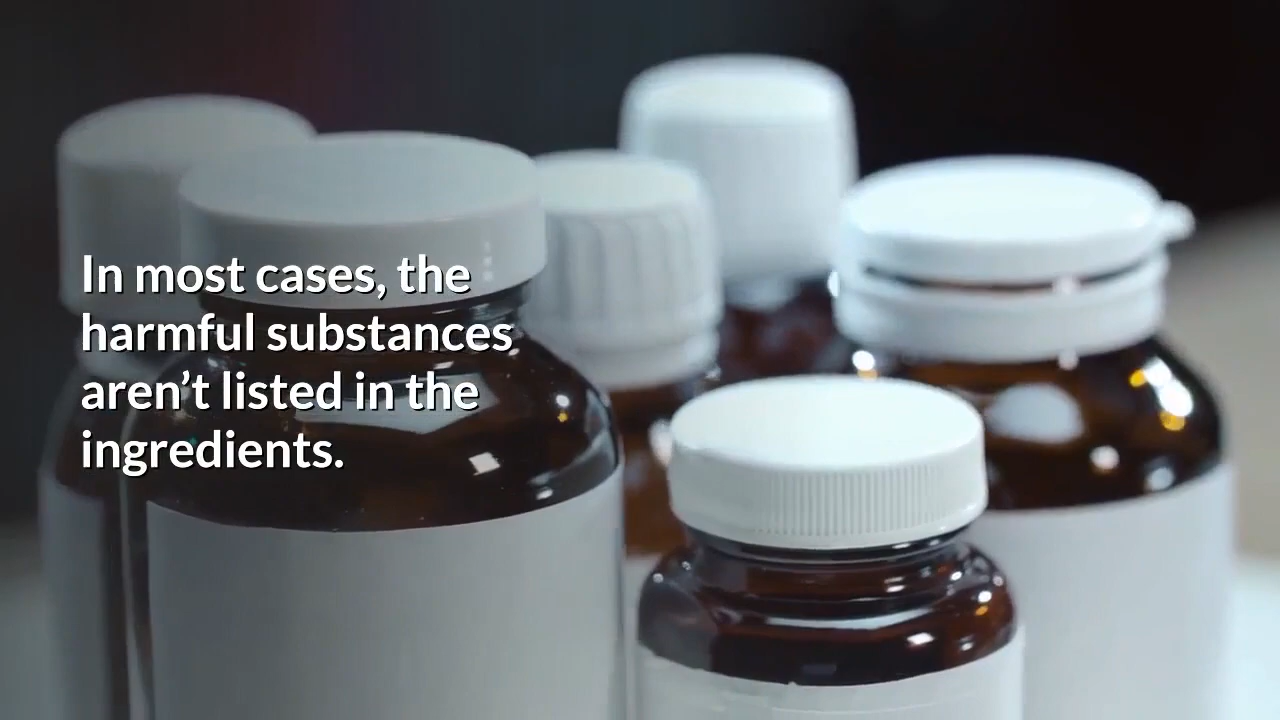 In most cases, the
harmful substances
aren’t listed in the
ingredients.